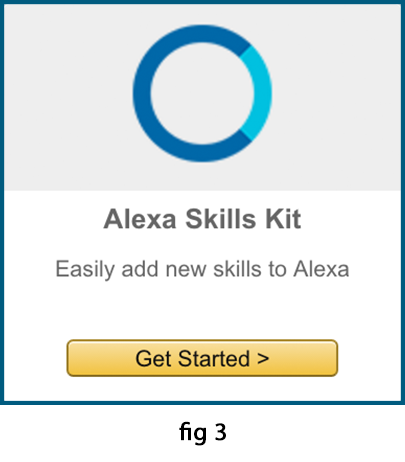 Alexa Skills Kit
Easily add new skills to Alexa
Get Started >
fig 3